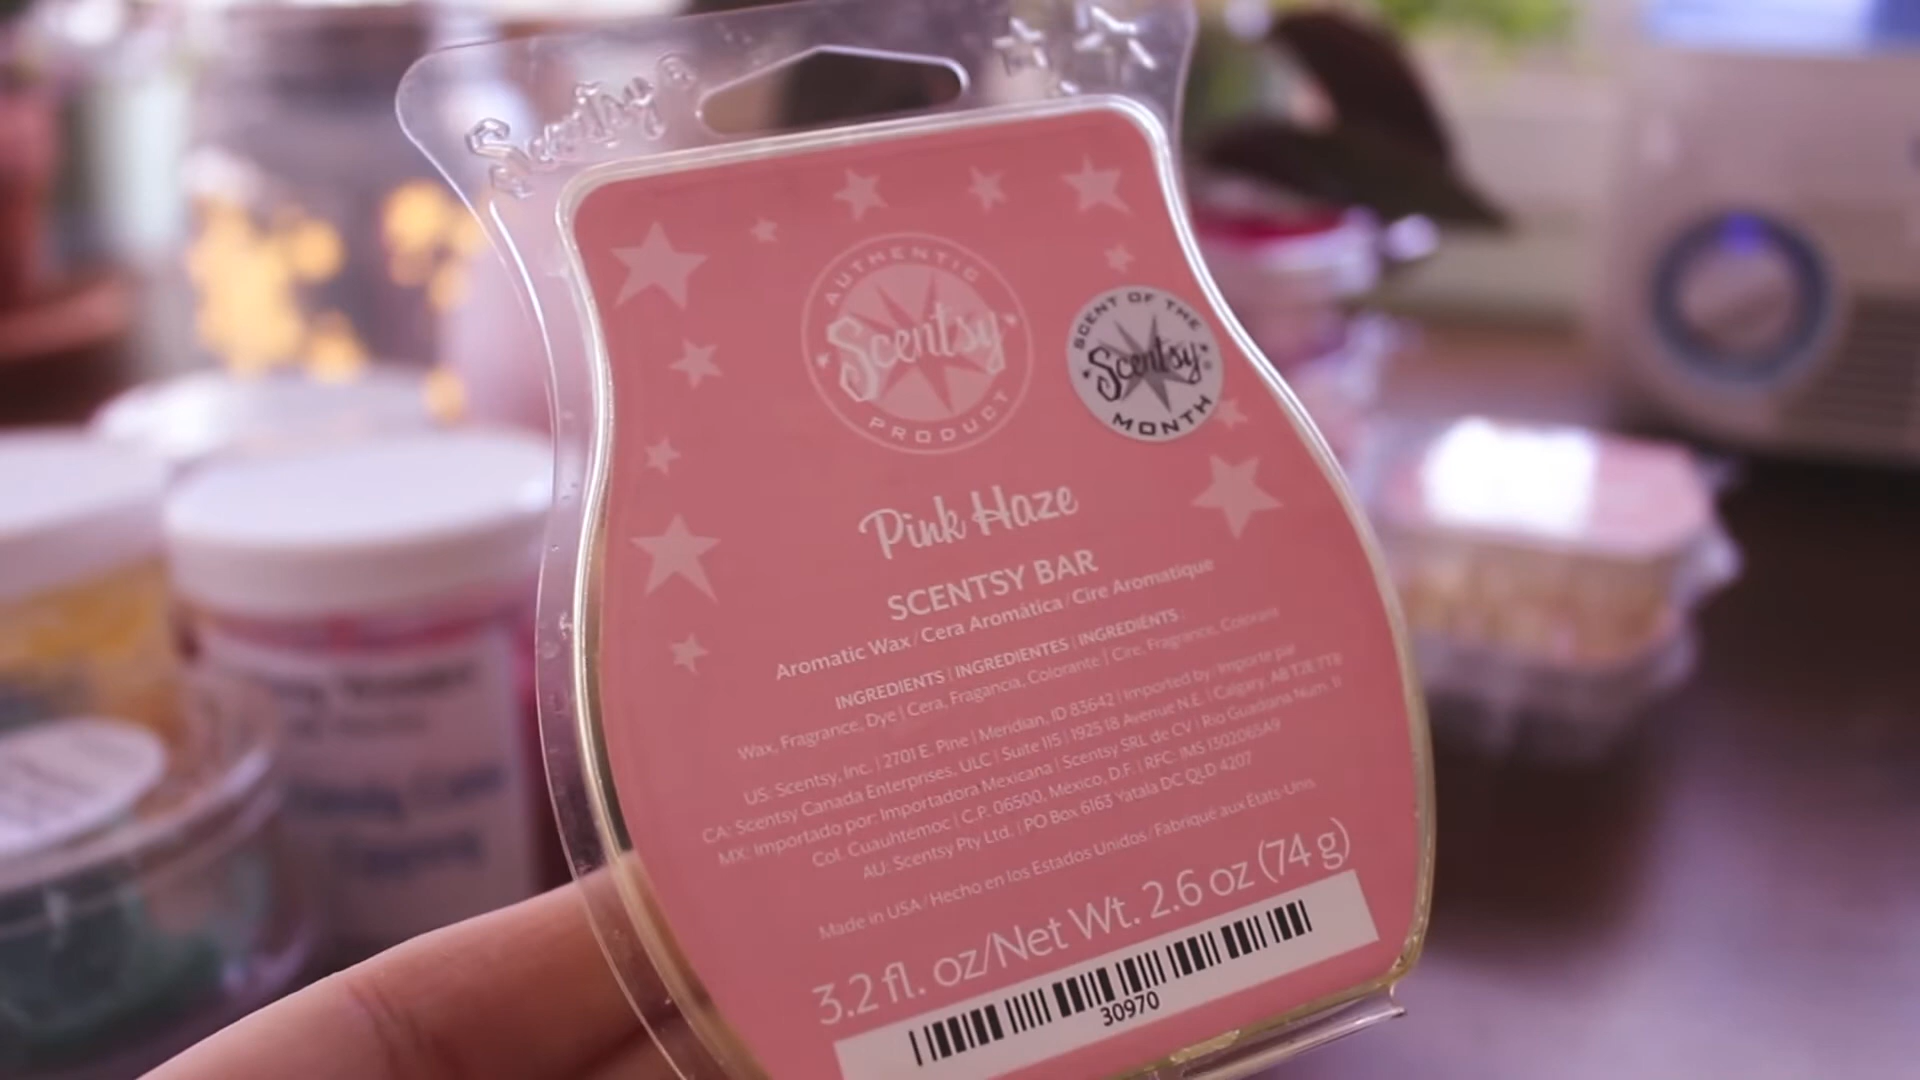 Scentsy
AUTHENTIC
Scentsy
PRODUCT
SCENT OF THE
Scentsy
MONTH
Pink Haze
SCENTSY BAR
Aromatic Wax / Cera Aromática / Cire Aromatique
INGREDIENTS | INGREDIENTES | INGRÉDIENTS :
Wax, Fragrance, Dye | Cera, Fragancia, Colorante | Cire, Fragrance, Colorant
US: Scentsy, Inc. | 2701 E. Pine | Meridian, ID 83642 | Imported by: Importé par
CA: Scentsy Canada Enterprises, ULC | Suite 115 | 1925 18 Avenue N.E. | Calgary, AB T2E 7T8
MX: Importado por: Importadora Mexicana | Scentsy SRL de CV | Rio Guadiana Num. 11
Col. Cuauhtémoc | C.P. 06500, México, D.F. | RFC: IMS
AU: Scentsy Pty Ltd. | PO Box 6163 Yatala DC QLD 4207
Made in USA / Hecho en los Estados Unidos / Fabriqué aux États-Unis
3.2 fl. oz/Net Wt. 2.6 oz (74 g)
30970